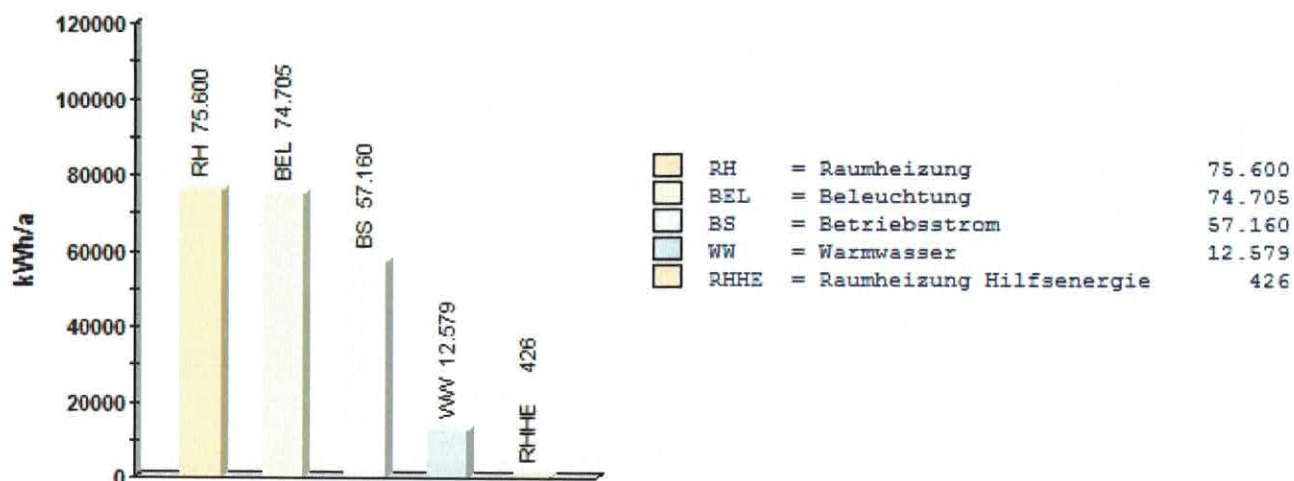 120000
100000
80000
60000
40000
20000
0
kWh/a
RH 75.600
BEL 74.705
BS 57.160
WW 12.579
RHHE 426
RH = Raumheizung 75.600
BEL = Beleuchtung 74.705
BS = Betriebsstrom 57.160
WW = Warmwasser 12.579
RHHE = Raumheizung Hilfsenergie 426